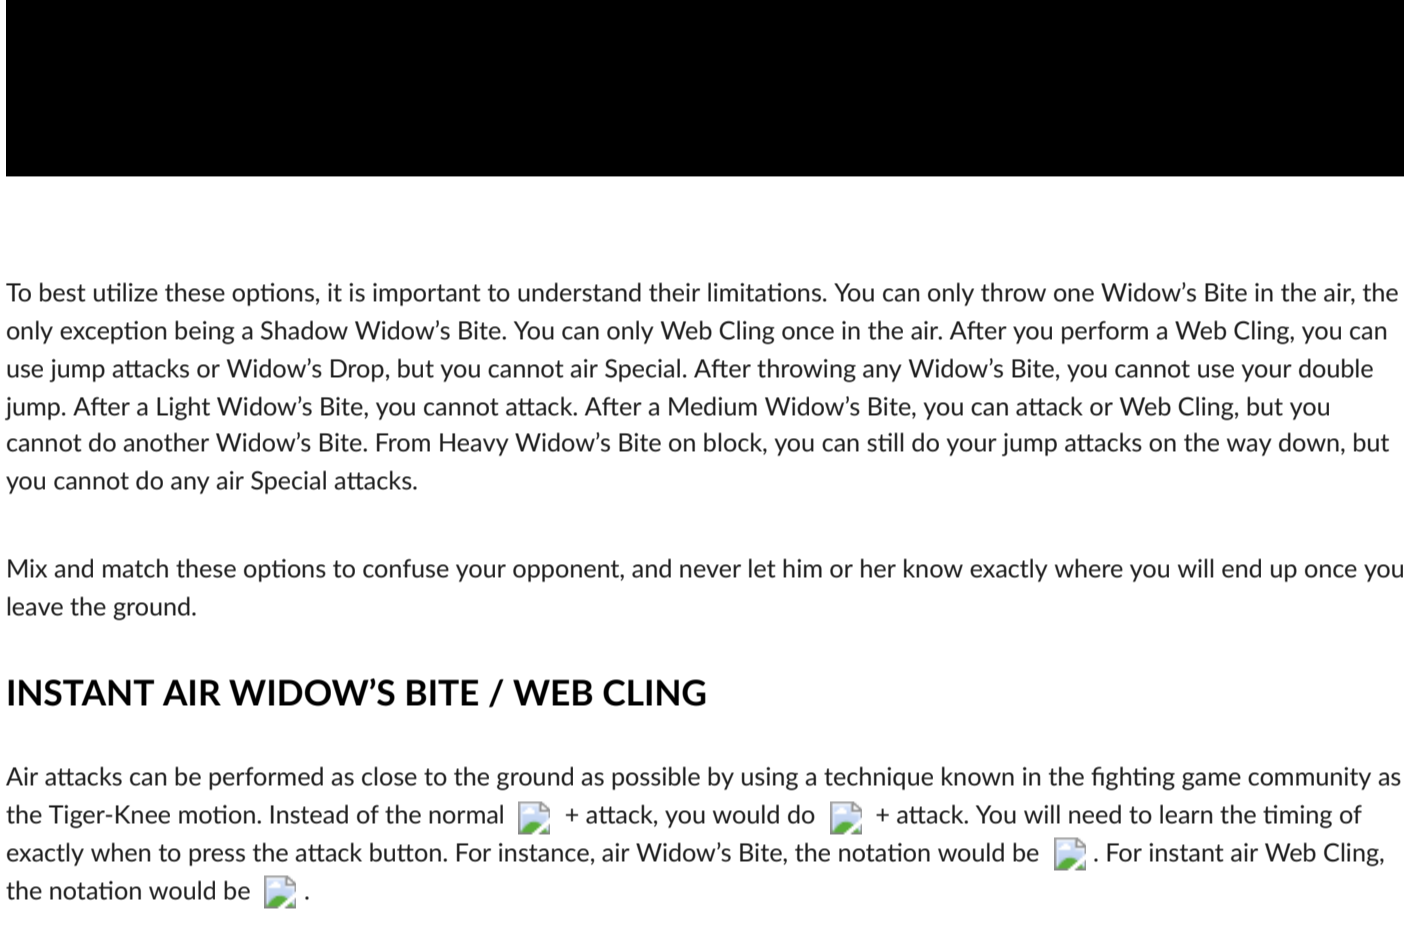 To best utilize these options, it is important to understand their limitations. You can only throw one Widow’s Bite in the air, the
only exception being a Shadow Widow’s Bite. You can only Web Cling once in the air. After you perform a Web Cling, you can
use jump attacks or Widow’s Drop, but you cannot air Special. After throwing any Widow’s Bite, you cannot use your double
jump. After a Light Widow’s Bite, you cannot attack. After a Medium Widow’s Bite, you can attack or Web Cling, but you
cannot do another Widow’s Bite. From Heavy Widow’s Bite on block, you can still do your jump attacks on the way down, but
you cannot do any air Special attacks.
Mix and match these options to confuse your opponent, and never let him or her know exactly where you will end up once you
leave the ground.
INSTANT AIR WIDOW’S BITE / WEB CLING
Air attacks can be performed as close to the ground as possible by using a technique known in the fighting game community as
the Tiger-Knee motion. Instead of the normal + attack, you would do + attack. You will need to learn the timing of
exactly when to press the attack button. For instance, air Widow’s Bite, the notation would be . For instant air Web Cling,
the notation would be .